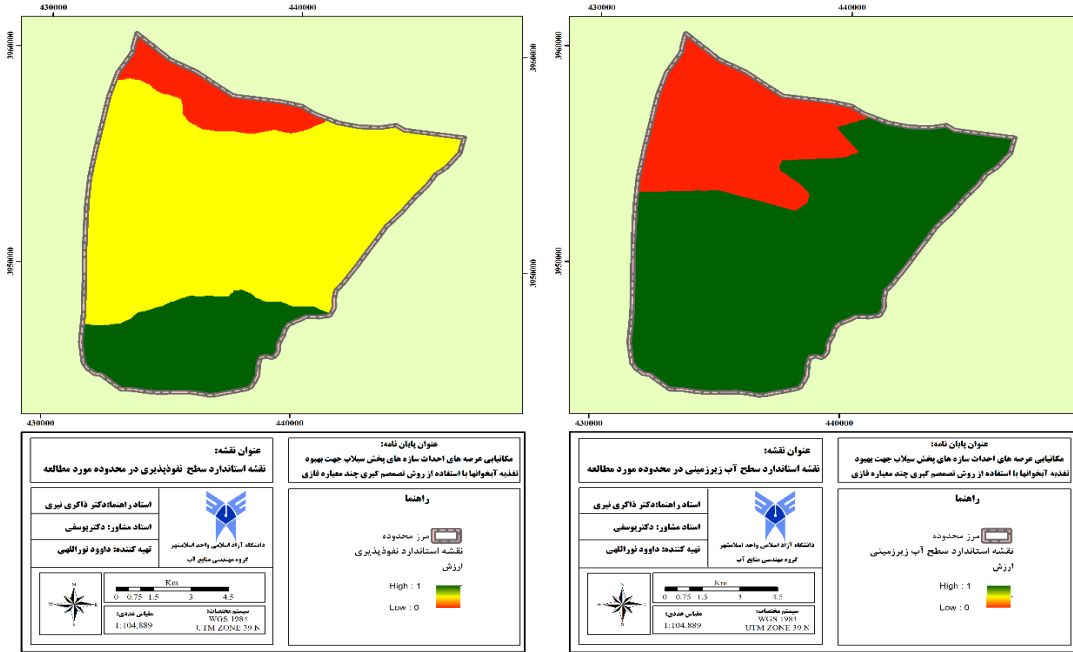 430000 440000
3960000 3960000
3950000 3950000
430000 440000
عنوان نقشه:
نقشه استاندارد سطح نفوذپذیری در محدوده مورد مطالعه
عنوان پایان نامه:
مکانیابی عرصه های احداث سازه های پخش سیلاب جهت بهبود
تغذیه آبخوانها با استفاده از روش تصمعم گیری چند معیاره فازی
استاد راهنما:دکتر ذاکری نیری
استاد مشاور: دکتریوسفی
تهیه کننده: داوود نوراللهی
دانشگاه آزاد اسلامی واحد اسلامشهر
گروه مهندسی منابع آب
N
Km
0 0.75 1.5 3 4.5
مقیاس عددی:
1:104,889
سیستم مختصات:
WGS 1984
UTM ZONE 39 N
راهنما
مرز محدوده
نقشه استاندارد نفوذپذیری
ارزش
High : 1
Low : 0
430000 440000
3960000
3950000
430000 440000
عنوان نقشه:
نقشه استاندارد سطح آب زیرزمینی در محدوده مورد مطالعه
عنوان پایان نامه:
مکانیابی عرصه های احداث سازه های پخش سیلاب جهت بهبود
تغذیه آبخوانها با استفاده از روش تصمعم گیری چند معیاره فازی
استاد راهنما:دکتر ذاکری نیری
استاد مشاور: دکتریوسفی
تهیه کننده: داوود نوراللهی
دانشگاه آزاد اسلامی واحد اسلامشهر
گروه مهندسی منابع آب
N
Km
0 0.75 1.5 3 4.5
مقیاس عددی:
1:104,889
سیستم مختصات:
WGS 1984
UTM ZONE 39 N
راهنما
مرز محدوده
نقشه استاندارد سطح آب زیرزمینی
ارزش
High : 1
Low : 0